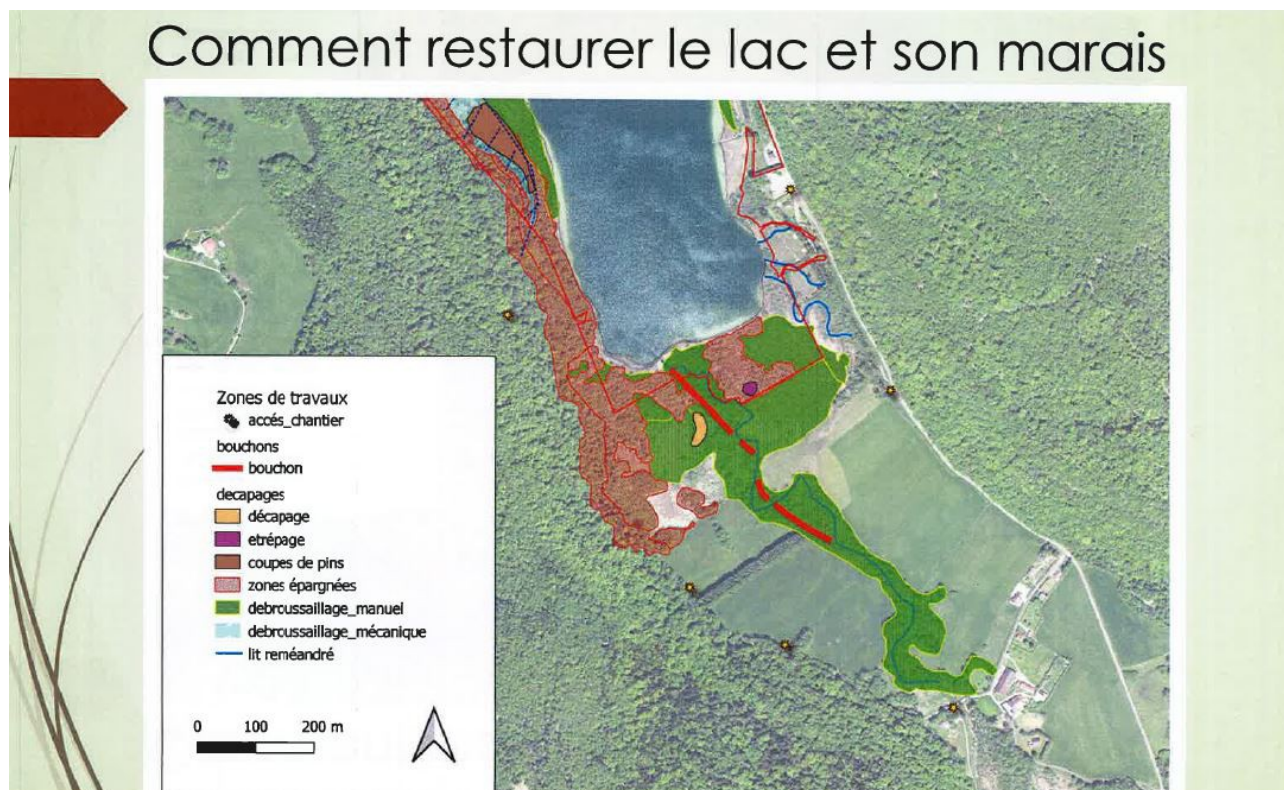 Comment restaurer le lac et son marais
Zones de travaux
accés_chantier
bouchons
bouchon
decapages
décapage
etrépage
coupes de pins
zones épargnées
debroussaillage_manuel
debroussaillage_mécanique
lit reméandré
0 100 200 m